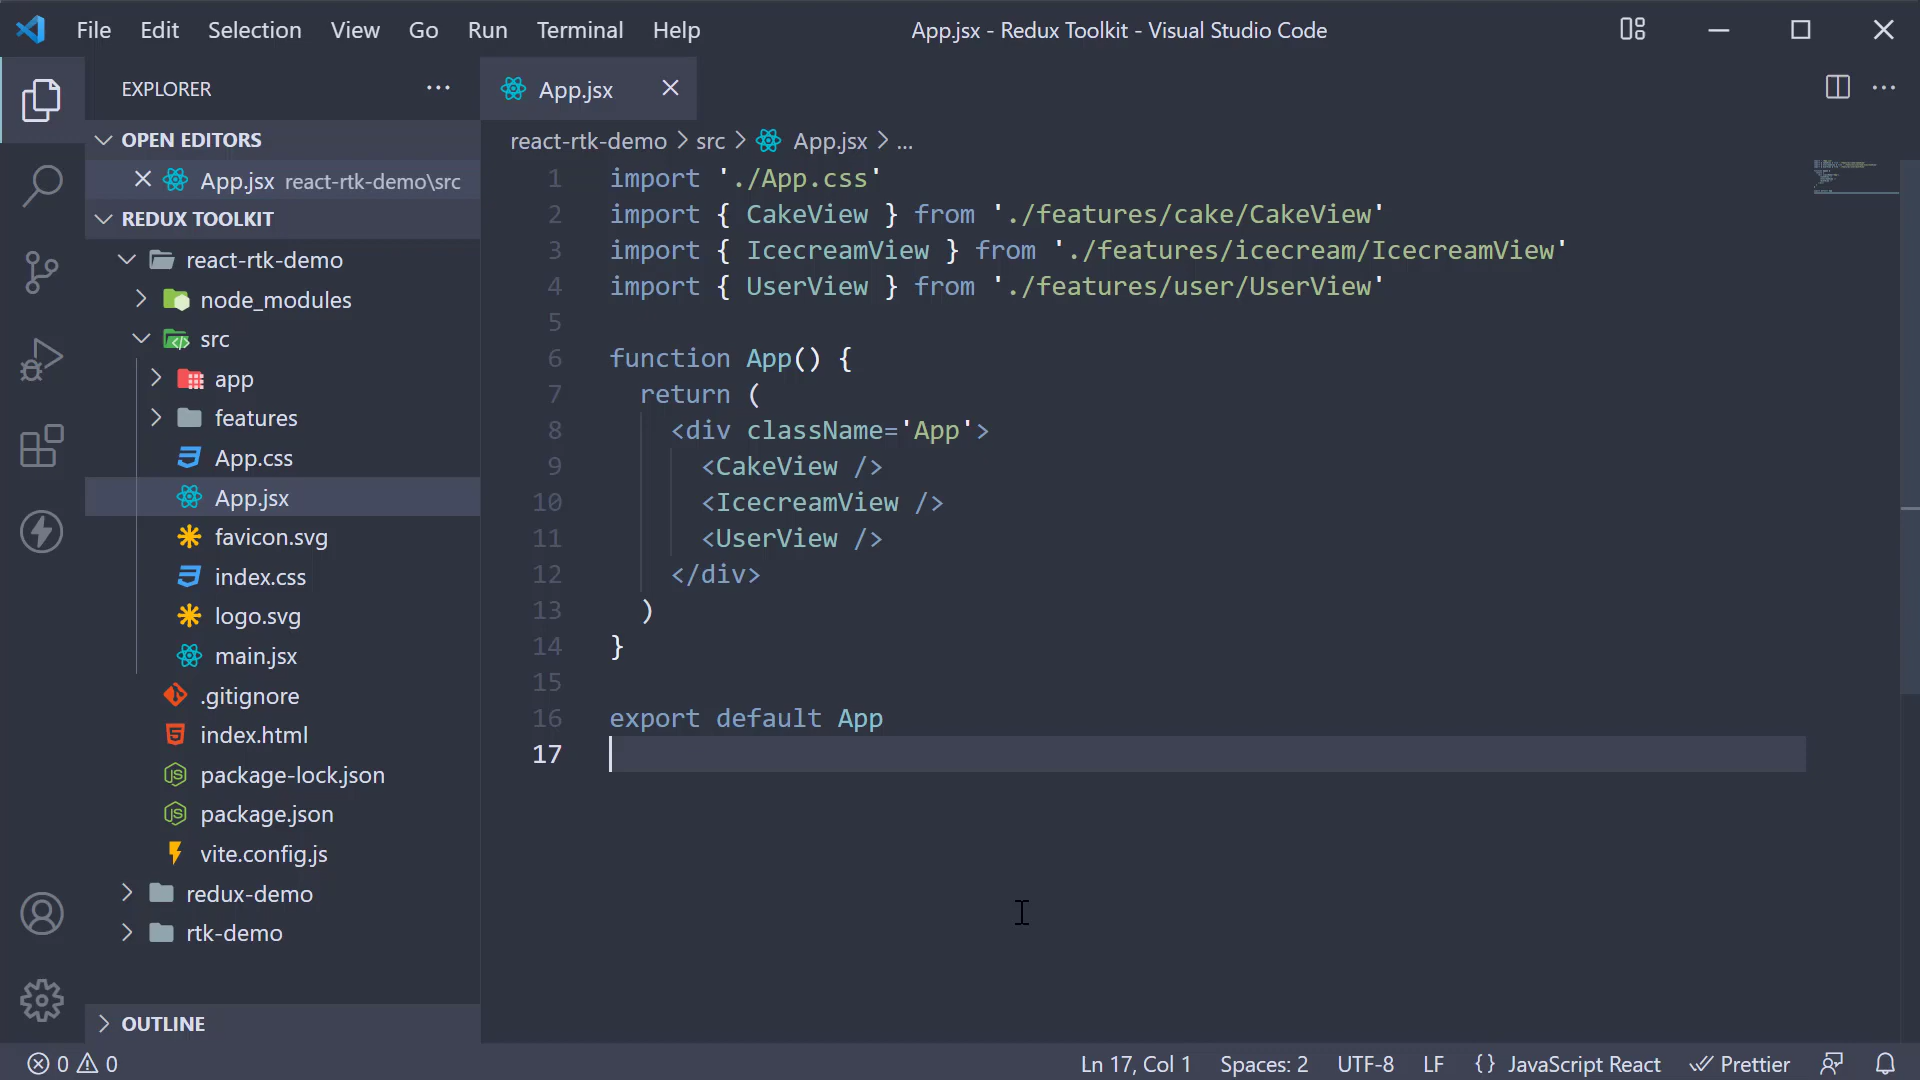 File Edit Selection View Go Run Terminal Help
App.jsx - Redux Toolkit - Visual Studio Code
EXPLORER
OPEN EDITORS
App.jsx react-rtk-demo\src
REDUX TOOLKIT
react-rtk-demo
node_modules
src
app
features
App.css
App.jsx
favicon.svg
index.css
logo.svg
main.jsx
.gitignore
index.html
package-lock.json
package.json
vite.config.js
redux-demo
rtk-demo
OUTLINE
App.jsx
react-rtk-demo > src > App.jsx > ...
1 import './App.css'
2 import { CakeView } from './features/cake/CakeView'
3 import { IcecreamView } from './features/icecream/IcecreamView'
4 import { UserView } from './features/user/UserView'
5
6 function App() {
7 return (
8 <div className='App'>
9 <CakeView />
10 <IcecreamView />
11 <UserView />
12 </div>
13 )
14 }
15
16 export default App
17
0 0
Ln 17, Col 1 Spaces: 2 UTF-8 LF {} JavaScript React Prettier